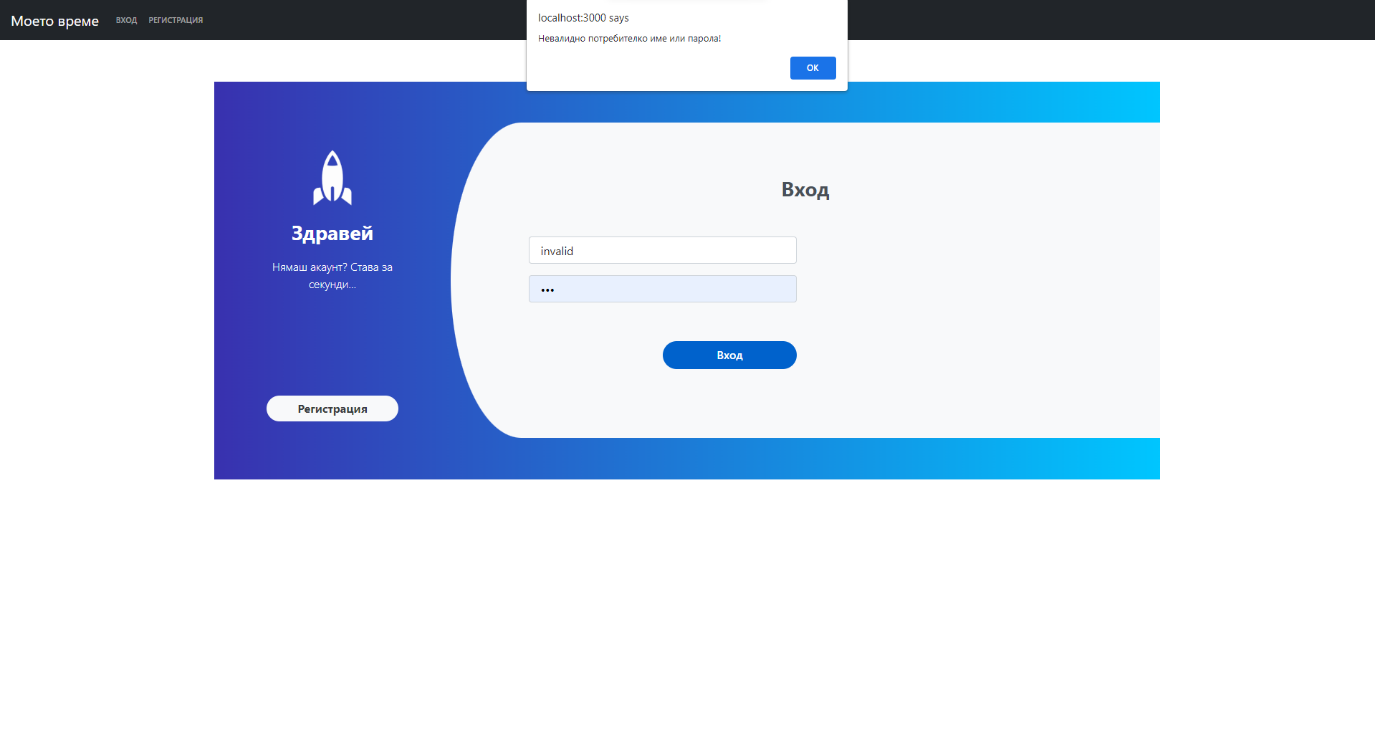 Моето време
ВХОД
РЕГИСТРАЦИЯ
localhost:3000 says
Невалидно потребителко име или парола!
OK
Здравей
Нямаш акаунт? Става за
секунди...
Регистрация
Вход
invalid
•••
Вход